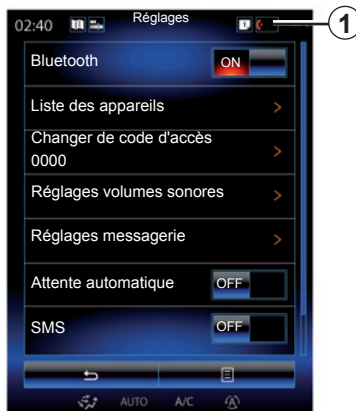 02:40 Réglages
1
Bluetooth ON
Liste des appareils
Changer de code d'accès
0000
Réglages volumes sonores
Réglages messagerie
Attente automatique OFF
SMS OFF
AUTO A/C